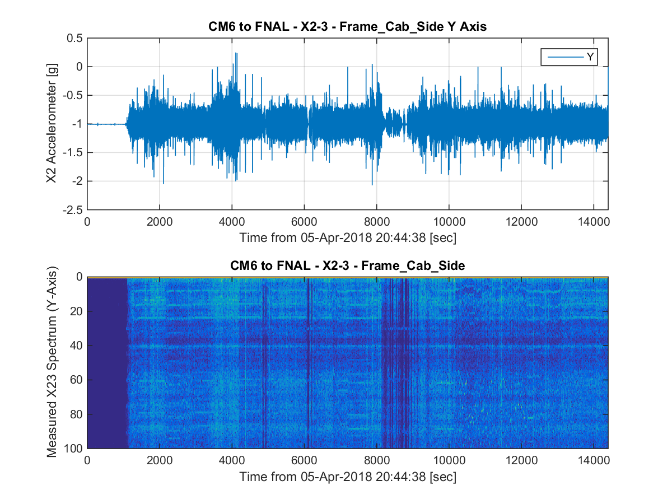 CM6 to FNAL - X2-3 - Frame_Cab_Side Y Axis
X2 Accelerometer [g]
0.5
0
-0.5
-1
-1.5
-2
-2.5
Y
0 2000 4000 6000 8000 10000 12000 14000
Time from 05-Apr-2018 20:44:38 [sec]
CM6 to FNAL - X2-3 - Frame_Cab_Side
Measured X23 Spectrum (Y-Axis)
0
20
40
60
80
100
0 2000 4000 6000 8000 10000 12000 14000
Time from 05-Apr-2018 20:44:38 [sec]